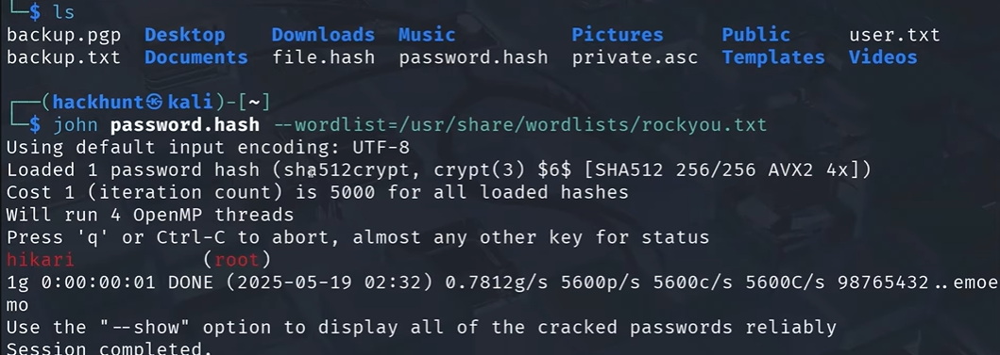 └─$ ls
backup.pgp Desktop Downloads Music Pictures Public user.txt
backup.txt Documents file.hash password.hash private.asc Templates Videos
┌──(hackhunt㉿kali)-[~]
└─$ john password.hash --wordlist=/usr/share/wordlists/rockyou.txt
Using default input encoding: UTF-8
Loaded 1 password hash (sha512crypt, crypt(3) $6$ [SHA512 256/256 AVX2 4x])
Cost 1 (iteration count) is 5000 for all loaded hashes
Will run 4 OpenMP threads
Press 'q' or Ctrl-C to abort, almost any other key for status
hikari (root)
1g 0:00:00:01 DONE (2025-05-19 02:32) 0.7812g/s 5600p/s 5600c/s 5600C/s 98765432..emoe
mo
Use the "--show" option to display all of the cracked passwords reliably
Session completed.